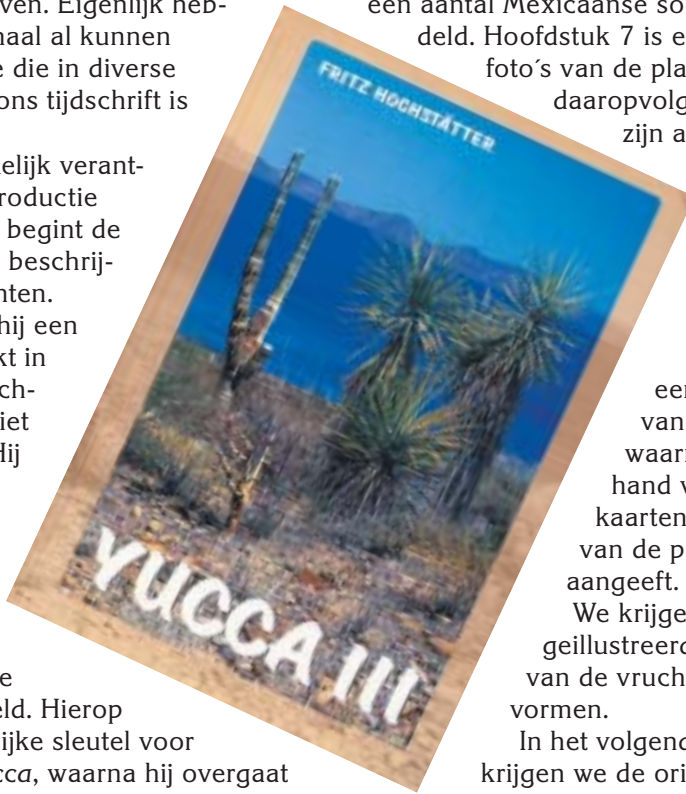 ven. Eigenlijk heb-
naal al kunnen
e die in diverse
ons tijdschrift is
elijk verant-
roductie
begint de
beschrij-
nten.
hij een
kt in
ch-
iet
Hij
e
eld. Hierop
ijke sleutel voor
cca, waarna hij overgaat
FRITZ HOCHSTÄTTER
YUCCA III
een aantal Mexicaanse so
deld. Hoofdstuk 7 is e
foto´s van de pla
daaropvolg
zijn a
een
van
waarn
hand v
kaarten
van de p
aangeeft.
We krijge
geillustreerd
van de vruch
vormen.
In het volgend
krijgen we de ori